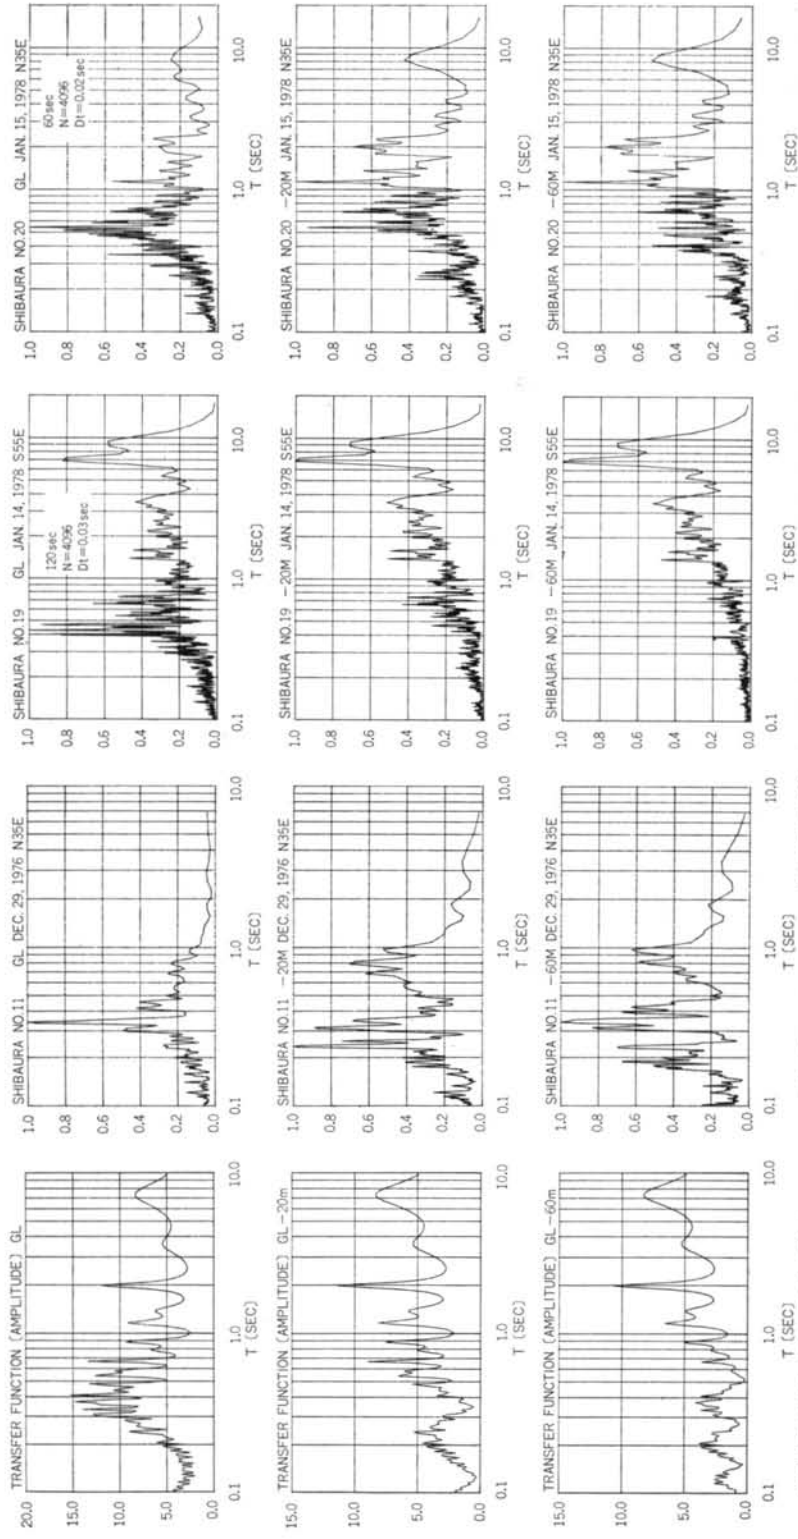 TRANSFER FUNCTION (AMPLITUDE) GL
20.0
15.0
10.0
5.0
0.0
0.1 1.0 10.0
T (SEC)
SHIBAURA NO.11 GL DEC. 29, 1976 N35E
1.0
0.8
0.6
0.4
0.2
0.0
0.1 1.0 10.0
T (SEC)
SHIBAURA NO.19 GL JAN. 14, 1978 S55E
120sec
N=4096
Dt=0.03sec
1.0
0.8
0.6
0.4
0.2
0.0
0.1 1.0 10.0
T (SEC)
SHIBAURA NO.20 GL JAN. 15, 1978 N35E
60sec
N=4096
Dt=0.02sec
1.0
0.8
0.6
0.4
0.2
0.0
0.1 1.0 10.0
T (SEC)
TRANSFER FUNCTION (AMPLITUDE) GL-20m
15.0
10.0
5.0
0.0
0.1 1.0 10.0
T (SEC)
SHIBAURA NO.11 -20M DEC. 29, 1976 N35E
1.0
0.8
0.6
0.4
0.2
0.0
0.1 1.0 10.0
T (SEC)
SHIBAURA NO.19 -20M JAN. 14, 1978 S55E
1.0
0.8
0.6
0.4
0.2
0.0
0.1 1.0 10.0
T (SEC)
SHIBAURA NO.20 -20M JAN. 15, 1978 N35E
1.0
0.8
0.6
0.4
0.2
0.0
0.1 1.0 10.0
T (SEC)
TRANSFER FUNCTION (AMPLITUDE) GL-60m
15.0
10.0
5.0
0.0
0.1 1.0 10.0
T (SEC)
SHIBAURA NO.11 -60M DEC. 29, 1976 N35E
1.0
0.8
0.6
0.4
0.2
0.0
0.1 1.0 10.0
T (SEC)
SHIBAURA NO.19 -60M JAN. 14, 1978 S55E
1.0
0.8
0.6
0.4
0.2
0.0
0.1 1.0 10.0
T (SEC)
SHIBAURA NO.20 -60M JAN. 15, 1978 N35E
1.0
0.8
0.6
0.4
0.2
0.0
0.1 1.0 10.0
T (SEC)